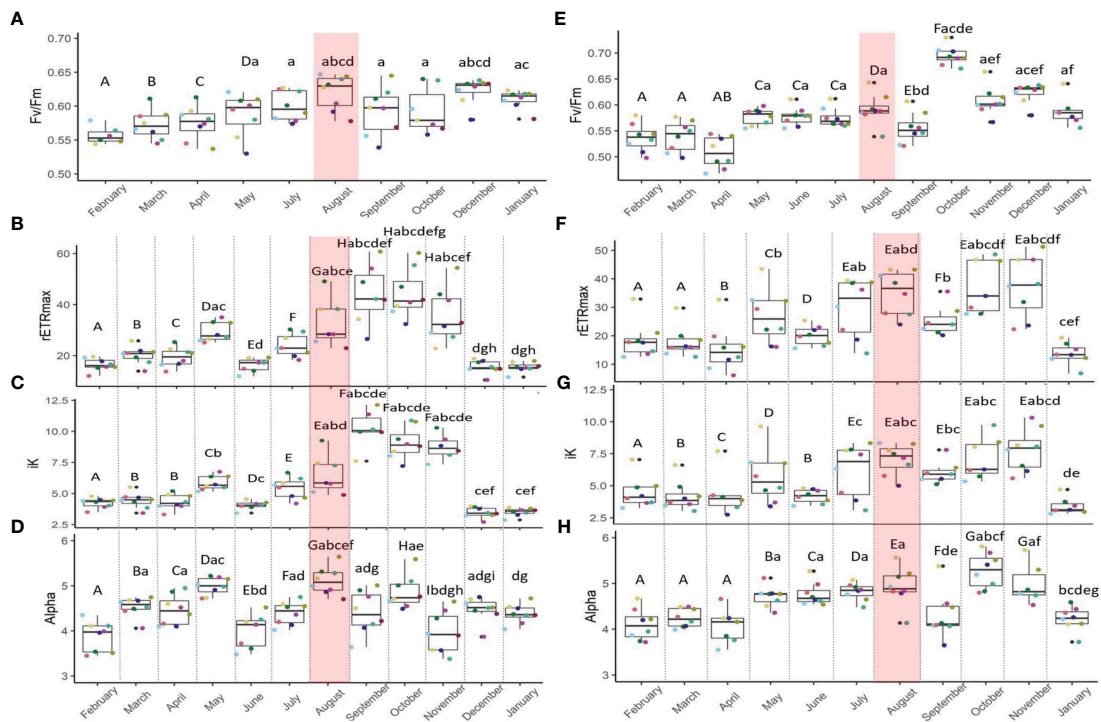 A
Fv/Fm
0.70
0.65
0.60
0.55
0.50
A B C Da a abcd a a abcd ac
February March April May July August September October December January
B
rETRmax
60
40
20
A B C Dac Ed F Gabce Habcdef Habcdefg Habcef dgh dgh
C
iK
12.5
10.0
7.5
5.0
2.5
A B B Cb Dc E Eabd Fabcde Fabcde Fabcde cef cef
D
Alpha
6
5
4
3
A Ba Ca Dac Ebd Fad Gabcef adg Hae Ibdgh adgi dg
February March April May June July August September October November December January
E
Fv/Fm
0.70
0.65
0.60
0.55
0.50
A A AB Ca Ca Ca Da Ebd Facde aef acef af
February March April May June July August September October November December January
F
rETRmax
50
40
30
20
10
A A B Cb D Eab Eabd Fb Eabcdf Eabcdf cef
G
iK
12.5
10.0
7.5
5.0
2.5
A B C D B Ec Eabc Ebc Eabc Eabcd de
H
Alpha
6
5
4
3
A A A Ba Ca Da Ea Fde Gabcf Gaf bcdeg
February March April May June July August September October November January